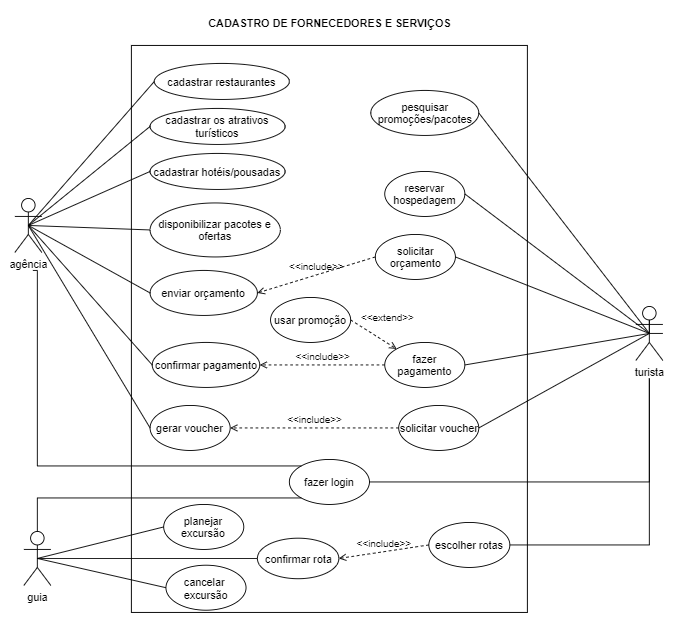 CADASTRO DE FORNECEDORES E SERVIÇOS
cadastrar restaurantes
pesquisar
promoções/pacotes
cadastrar os atrativos
turísticos
cadastrar hotéis/pousadas
reservar
hospedagem
disponibilizar pacotes e
ofertas
agência
solicitar
orçamento
<<include>>
enviar orçamento
usar promoção
<<extend>>
<<include>>
confirmar pagamento
fazer
pagamento
turista
<<include>>
gerar voucher
solicitar voucher
fazer login
planejar
excursão
<<include>>
escolher rotas
confirmar rota
cancelar
excursão
guia